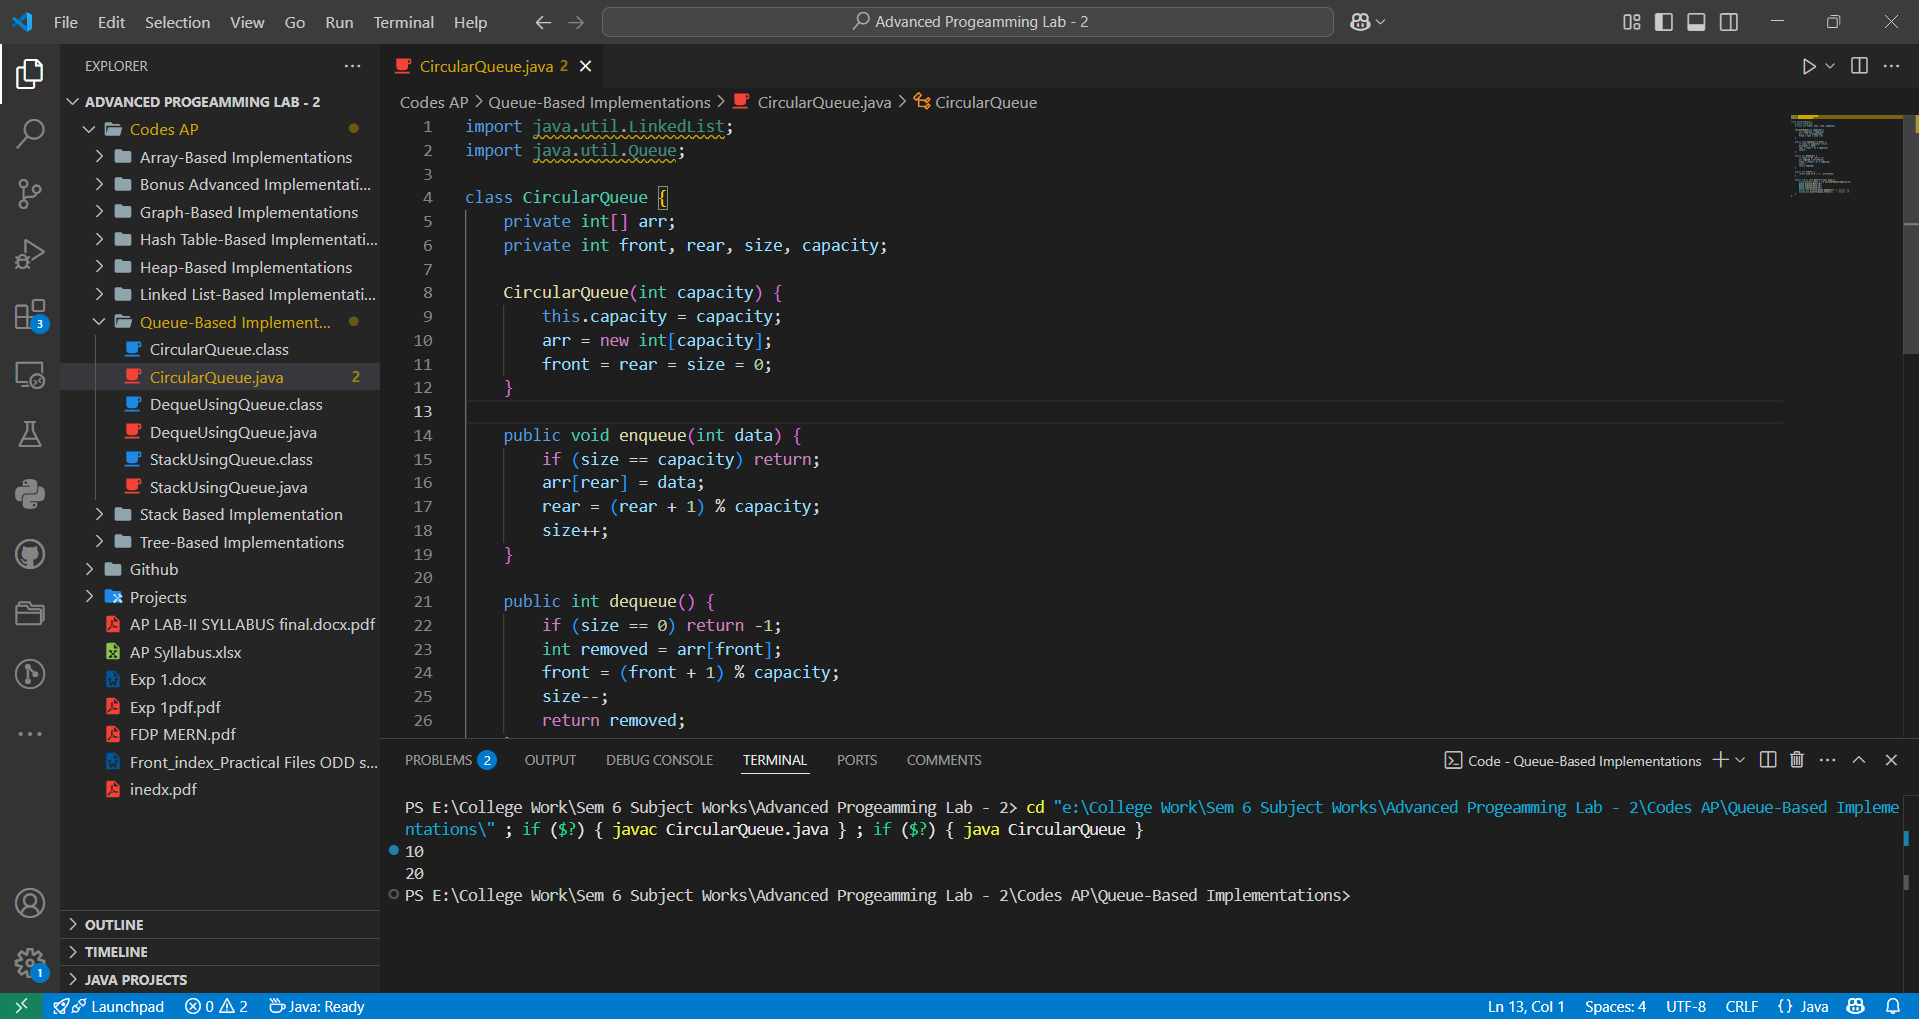 File Edit Selection View Go Run Terminal Help
Advanced Progeamming Lab - 2
EXPLORER
ADVANCED PROGEAMMING LAB - 2
Codes AP
Array-Based Implementations
Bonus Advanced Implementati...
Graph-Based Implementations
Hash Table-Based Implementati...
Heap-Based Implementations
Linked List-Based Implementati...
Queue-Based Implement...
CircularQueue.class
CircularQueue.java 2
DequeUsingQueue.class
DequeUsingQueue.java
StackUsingQueue.class
StackUsingQueue.java
Stack Based Implementation
Tree-Based Implementations
Github
Projects
AP LAB-II SYLLABUS final.docx.pdf
AP Syllabus.xlsx
Exp 1.docx
Exp 1pdf.pdf
FDP MERN.pdf
Front_index_Practical Files ODD s...
inedx.pdf
OUTLINE
TIMELINE
JAVA PROJECTS
3
1
CircularQueue.java 2
Codes AP > Queue-Based Implementations > CircularQueue.java > CircularQueue
1 import java.util.LinkedList;
2 import java.util.Queue;
3
4 class CircularQueue {
5 private int[] arr;
6 private int front, rear, size, capacity;
7
8 CircularQueue(int capacity) {
9 this.capacity = capacity;
10 arr = new int[capacity];
11 front = rear = size = 0;
12 }
13
14 public void enqueue(int data) {
15 if (size == capacity) return;
16 arr[rear] = data;
17 rear = (rear + 1) % capacity;
18 size++;
19 }
20
21 public int dequeue() {
22 if (size == 0) return -1;
23 int removed = arr[front];
24 front = (front + 1) % capacity;
25 size--;
26 return removed;
PROBLEMS 2 OUTPUT DEBUG CONSOLE TERMINAL PORTS COMMENTS
Code - Queue-Based Implementations
PS E:\College Work\Sem 6 Subject Works\Advanced Progeamming Lab - 2> cd "e:\College Work\Sem 6 Subject Works\Advanced Progeamming Lab - 2\Codes AP\Queue-Based Impleme
ntations\" ; if ($?) { javac CircularQueue.java } ; if ($?) { java CircularQueue }
10
20
PS E:\College Work\Sem 6 Subject Works\Advanced Progeamming Lab - 2\Codes AP\Queue-Based Implementations>
Launchpad 0 2 Java: Ready
Ln 13, Col 1 Spaces: 4 UTF-8 CRLF {} Java